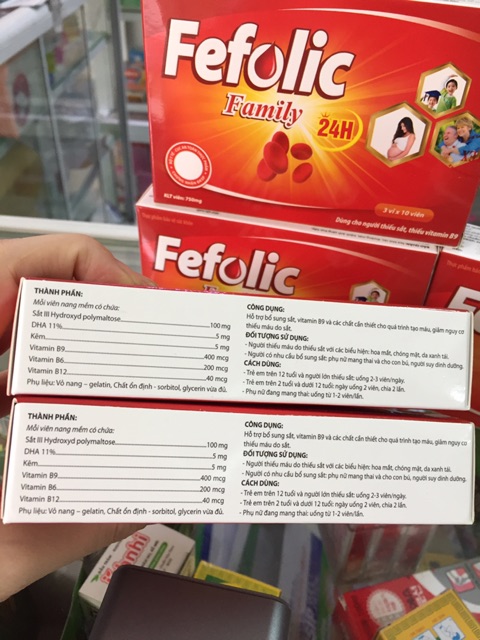 Fefolic
Family
24H
KLT viên: 750mg
3 vỉ x 10 viên
Dùng cho người thiếu sắt, thiếu vitamin B9
Fefolic
THÀNH PHẦN:
Mỗi viên nang mềm có chứa:
Sắt III Hydroxyd polymaltose 100 mg
DHA 11% 5 mg
Kẽm 5 mg
Vitamin B9 400 mcg
Vitamin B6 200 mcg
Vitamin B12 40 mcg
Phụ liệu: Vỏ nang – gelatin, Chất ổn định - sorbitol, glycerin vừa đủ.
CÔNG DỤNG:
Hỗ trợ bổ sung sắt, vitamin B9 và các chất cần thiết cho quá trình tạo máu, giảm nguy cơ
thiếu máu do sắt.
ĐỐI TƯỢNG SỬ DỤNG:
- Người thiếu máu do thiếu sắt với các biểu hiện: hoa mắt, chóng mặt, da xanh tái.
- Người có nhu cầu bổ sung sắt; phụ nữ mang thai và cho con bú, người suy dinh dưỡng.
CÁCH DÙNG:
- Trẻ em trên 12 tuổi và người lớn thiếu sắt: uống 2-3 viên/ngày.
- Trẻ em trên 2 tuổi và dưới 12 tuổi: ngày uống 2 viên, chia 2 lần.
- Phụ nữ đang mang thai: uống từ 1-2 viên/lần.
THÀNH PHẦN:
Mỗi viên nang mềm có chứa:
Sắt III Hydroxyd polymaltose 100 mg
DHA 11% 5 mg
Kẽm 5 mg
Vitamin B9 400 mcg
Vitamin B6 200 mcg
Vitamin B12 40 mcg
Phụ liệu: Vỏ nang – gelatin, Chất ổn định - sorbitol, glycerin vừa đủ.
CÔNG DỤNG:
Hỗ trợ bổ sung sắt, vitamin B9 và các chất cần thiết cho quá trình tạo máu, giảm nguy cơ
thiếu máu do sắt.
ĐỐI TƯỢNG SỬ DỤNG:
- Người thiếu máu do thiếu sắt với các biểu hiện: hoa mắt, chóng mặt, da xanh tái.
- Người có nhu cầu bổ sung sắt; phụ nữ mang thai và cho con bú, người suy dinh dưỡng.
CÁCH DÙNG:
- Trẻ em trên 12 tuổi và người lớn thiếu sắt: uống 2-3 viên/ngày.
- Trẻ em trên 2 tuổi và dưới 12 tuổi: ngày uống 2 viên, chia 2 lần.
- Phụ nữ đang mang thai: uống từ 1-2 viên/lần.